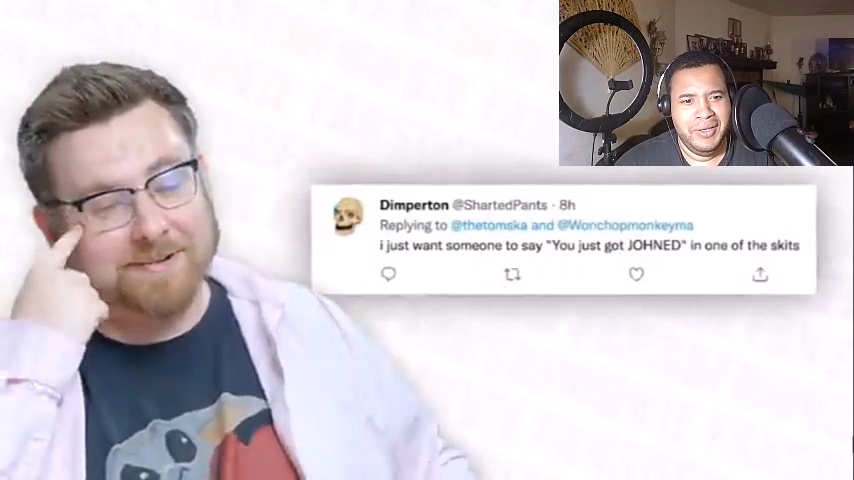 Dimperton @ShartedPants · 8h
Replying to @thetomska and @Wonchopmonkeyma
i just want someone to say "You just got JOHNED" in one of the skits